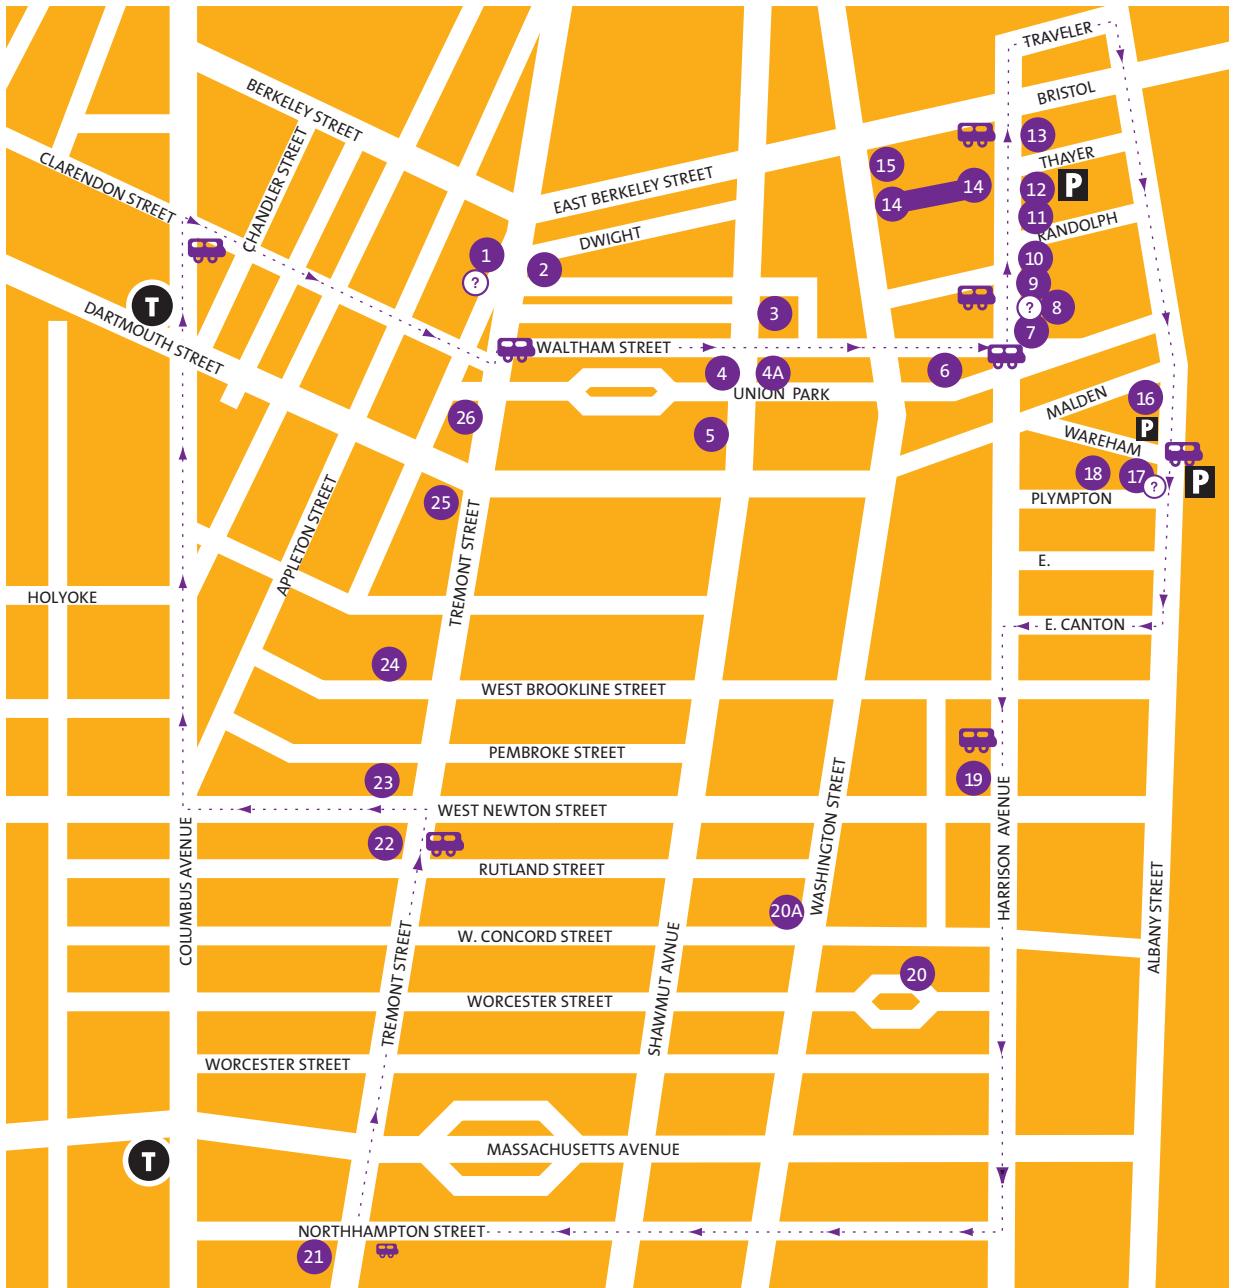 TRAVELER
BRISTOL
BERKELEY STREET
13
THAYER
CHANDLER STREET
15
CLARENDON STREET
EAST BERKELEY STREET
14
14
12
P
11
RANDOLPH
DWIGHT
1
2
10
?
9
T
3
?
8
DARTMOUTH STREET
7
WALTHAM STREET
4
4A
6
UNION PARK
MALDEN
16
26
5
P
WAREHAM
18
17
?
P
25
PLYMPTON
APPLETON STREET
TREMONT STREET
E.
HOLYOKE
E. CANTON
24
WEST BROOKLINE STREET
PEMBROKE STREET
23
19
WEST NEWTON STREET
WASHINGTON STREET
HARRISON AVENUE
22
RUTLAND STREET
COLUMBUS AVENUE
20A
ALBANY STREET
W. CONCORD STREET
TREMONT STREET
SHAWMUT AVNUE
20
WORCESTER STREET
WORCESTER STREET
MASSACHUSETTS AVENUE
T
NORTHHAMPTON STREET
21